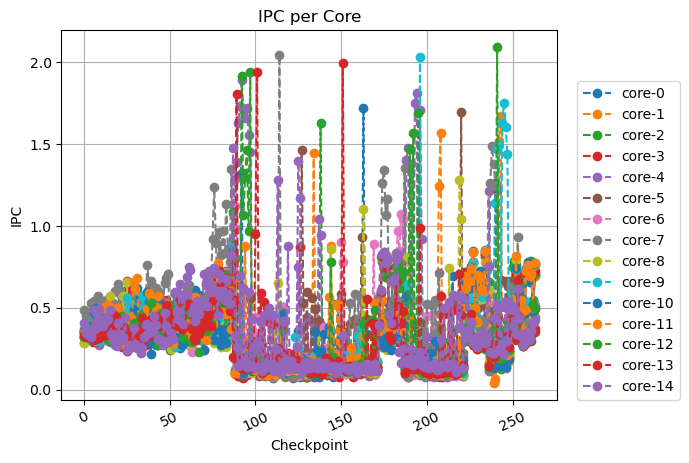 IPC per Core
IPC
2.0
1.5
1.0
0.5
0.0
0
50
100
150
200
250
Checkpoint
core-0
core-1
core-2
core-3
core-4
core-5
core-6
core-7
core-8
core-9
core-10
core-11
core-12
core-13
core-14